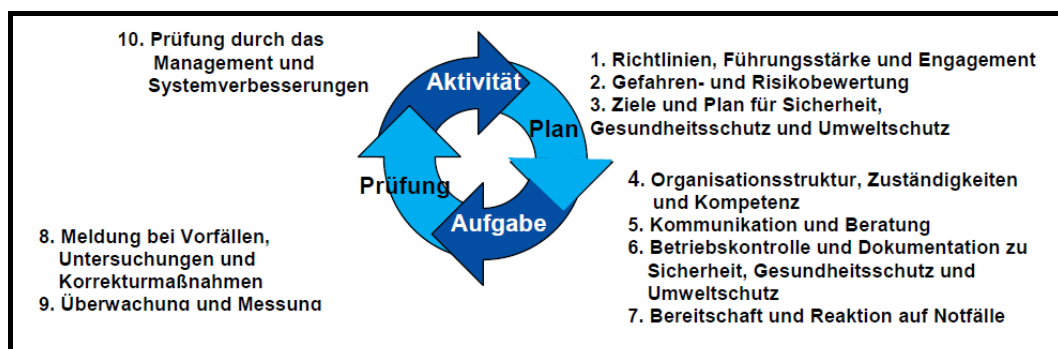 10. Prüfung durch das
Management und
Systemverbesserungen
Aktivität
Plan
Aufgabe
Prüfung
1. Richtlinien, Führungsstärke und Engagement
2. Gefahren- und Risikobewertung
3. Ziele und Plan für Sicherheit,
Gesundheitsschutz und Umweltschutz
4. Organisationsstruktur, Zuständigkeiten
und Kompetenz
5. Kommunikation und Beratung
6. Betriebskontrolle und Dokumentation zu
Sicherheit, Gesundheitsschutz und
Umweltschutz
7. Bereitschaft und Reaktion auf Notfälle
8. Meldung bei Vorfällen,
Untersuchungen und
Korrekturmaßnahmen
9. Überwachung und Messung